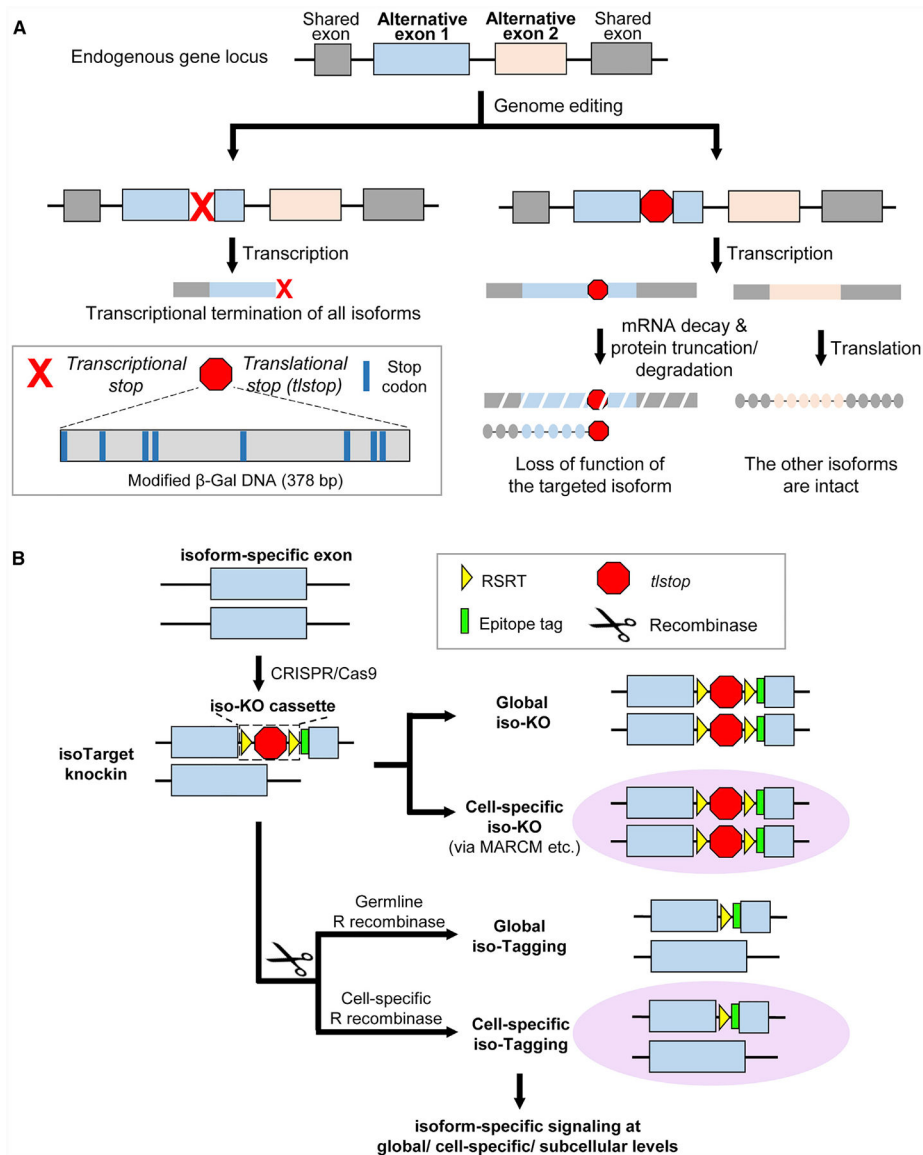 A
Shared exon
Alternative exon 1
Alternative exon 2
Shared exon
Endogenous gene locus
Genome editing
X
Transcription
X
Transcriptional termination of all isoforms
Transcription
mRNA decay &
protein truncation/
degradation
Translation
Loss of function of
the targeted isoform
The other isoforms
are intact
X
Transcriptional
stop
Translational
stop (tlstop)
Stop
codon
Modified β-Gal DNA (378 bp)
B
isoform-specific exon
CRISPR/Cas9
iso-KO cassette
isoTarget
knockin
RSRT
tlstop
Epitope tag
Recombinase
Global
iso-KO
Cell-specific
iso-KO
(via MARCM etc.)
Germline
R recombinase
Global
iso-Tagging
Cell-specific
R recombinase
Cell-specific
iso-Tagging
isoform-specific signaling at
global/ cell-specific/ subcellular levels